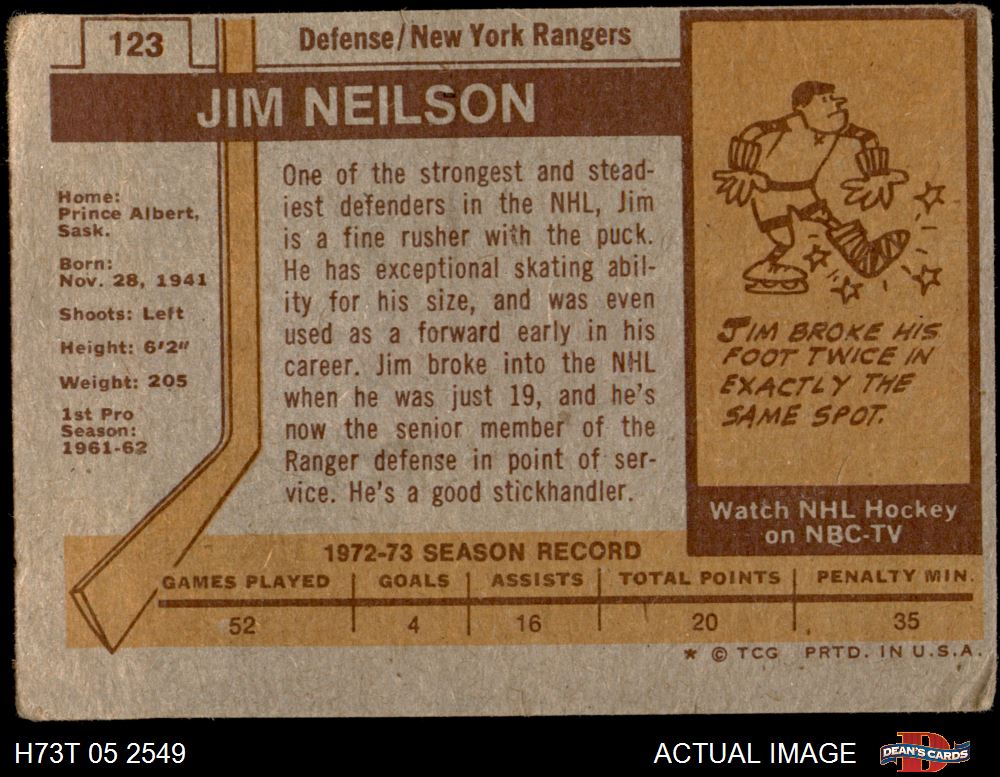 123
Defense/New York Rangers
JIM NEILSON
Home:
Prince Albert,
Sask.
Born:
Nov. 28, 1941
Shoots: Left
Height: 6'2"
Weight: 205
1st Pro
Season:
1961-62
One of the strongest and stead-
iest defenders in the NHL, Jim
is a fine rusher with the puck.
He has exceptional skating abil-
ity for his size, and was even
used as a forward early in his
career. Jim broke into the NHL
when he was just 19, and he's
now the senior member of the
Ranger defense in point of ser-
vice. He's a good stickhandler.
JIM BROKE HIS
FOOT TWICE IN
EXACTLY THE
SAME SPOT.
Watch NHL Hockey
on NBC-TV
1972-73 SEASON RECORD
GAMES PLAYED GOALS ASSISTS TOTAL POINTS PENALTY MIN.
52 4 16 20 35
* © TCG PRTD. IN U.S.A.
H73T 05 2549
ACTUAL IMAGE
DEAN'S CARDS